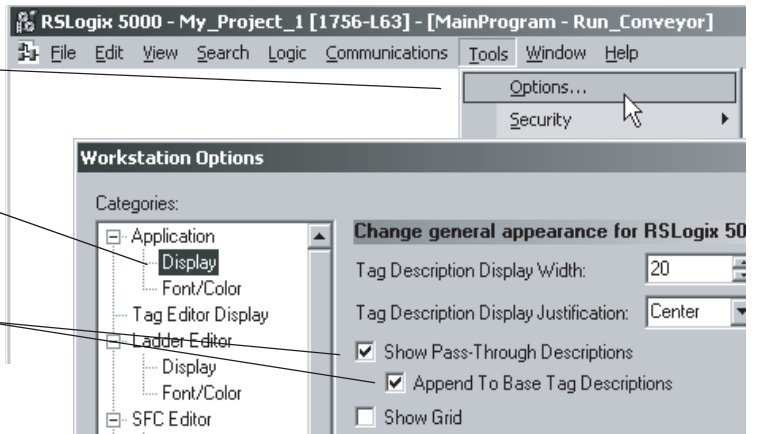 RSLogix 5000 - My_Project_1 [1756-L63] - [MainProgram - Run_Conveyor]
File Edit View Search Logic Communications Tools Window Help
Options...
Security
Workstation Options
Categories:
Application
Display
Font/Color
Tag Editor Display
Ladder Editor
Display
Font/Color
SFC Editor
Change general appearance for RSLogix 50
Tag Description Display Width: 20
Tag Description Display Justification: Center
Show Pass-Through Descriptions
Append To Base Tag Descriptions
Show Grid